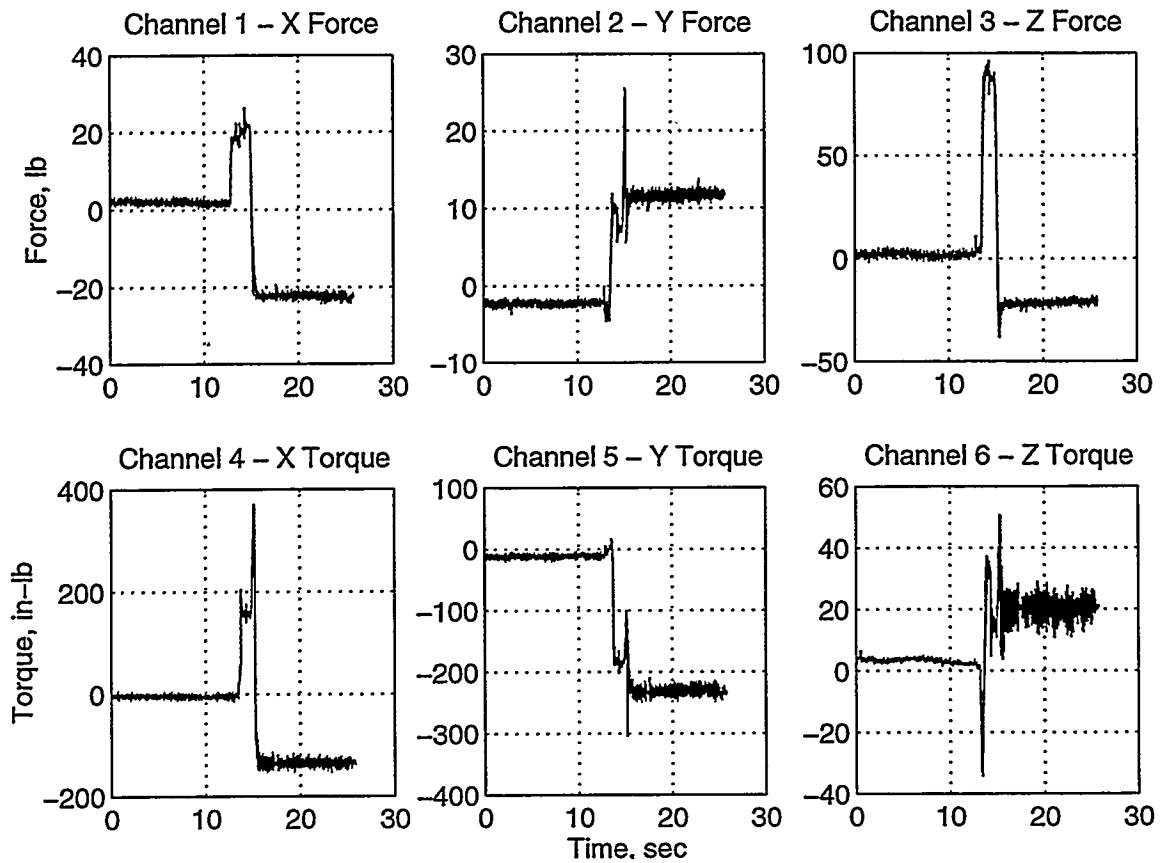 Channel 1 – X Force
Channel 2 – Y Force
Channel 3 – Z Force
40
20
0
–20
–40
0 10 20 30
Force, lb
30
20
10
0
–10
0 10 20 30
100
50
0
–50
0 10 20 30
Channel 4 – X Torque
Channel 5 – Y Torque
Channel 6 – Z Torque
400
200
0
–200
0 10 20 30
Torque, in–lb
100
0
–100
–200
–300
–400
0 10 20 30
Time, sec
60
40
20
0
–20
–40
0 10 20 30